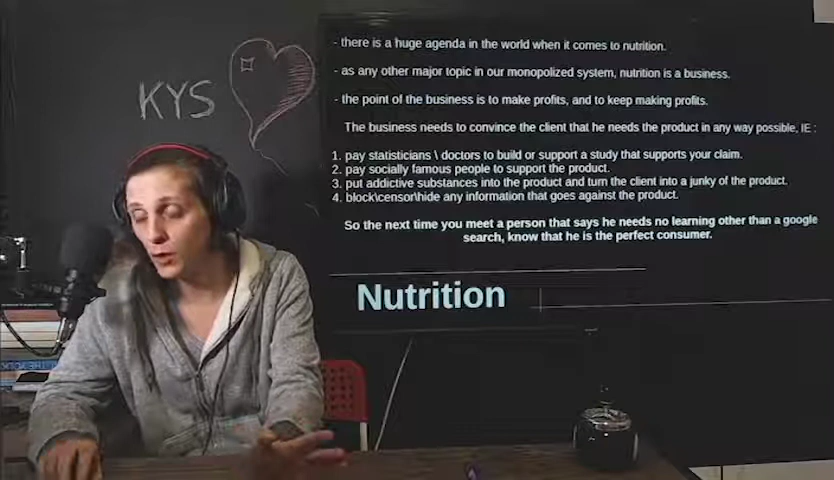 - there is a huge agenda in the world when it comes to nutrition.
- as any other major topic in our monopolized system, nutrition is a business.
- the point of the business is to make profits, and to keep making profits.
The business needs to convince the client that he needs the product in any way possible, IE :
1. pay statisticians \ doctors to build or support a study that supports your claim.
2. pay socially famous people to support the product.
3. put addictive substances into the product and turn the client into a junky of the product.
4. block\censor\hide any information that goes against the product.
So the next time you meet a person that says he needs no learning other than a google
search, know that he is the perfect consumer.
KYS
Nutrition